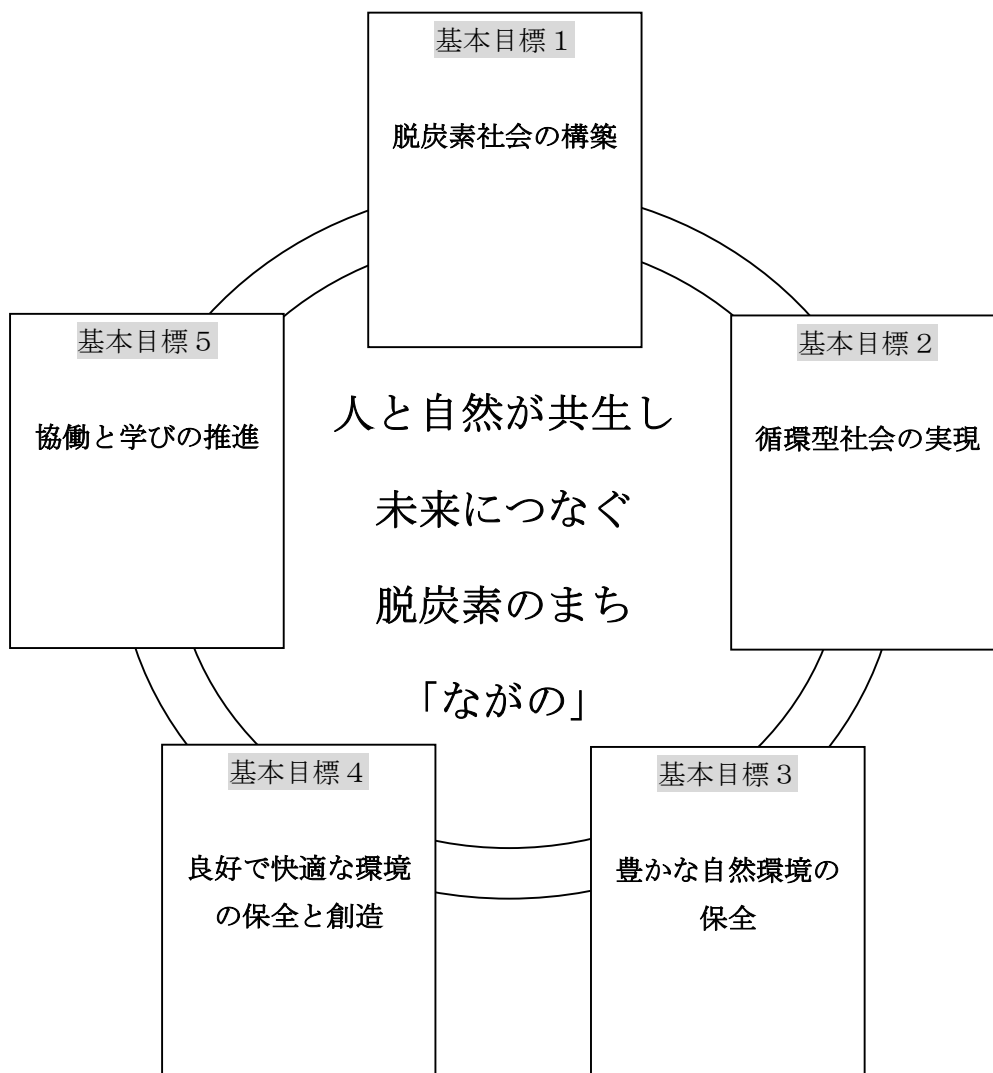 基本目標１
脱炭素社会の構築
基本目標５
協働と学びの推進
基本目標２
循環型社会の実現
人と自然が共生し
未来につなぐ
脱炭素のまち
「ながの」
基本目標４
良好で快適な環境
の保全と創造
基本目標３
豊かな自然環境の
保全